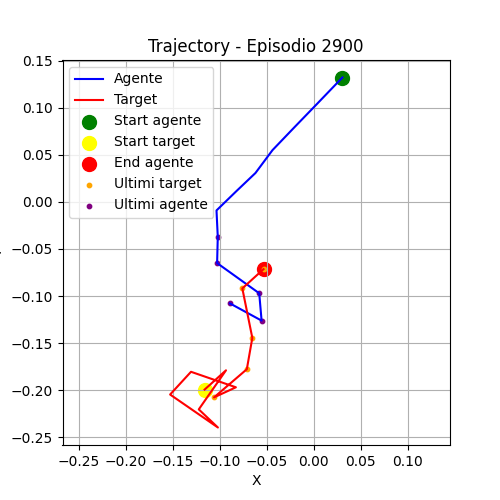 Trajectory - Episodio 2900
Agente
Target
Start agente
Start target
End agente
Ultimi target
Ultimi agente
0.15
0.10
0.05
0.00
−0.05
−0.10
−0.15
−0.20
−0.25
−0.25 −0.20 −0.15 −0.10 −0.05 0.00 0.05 0.10
X